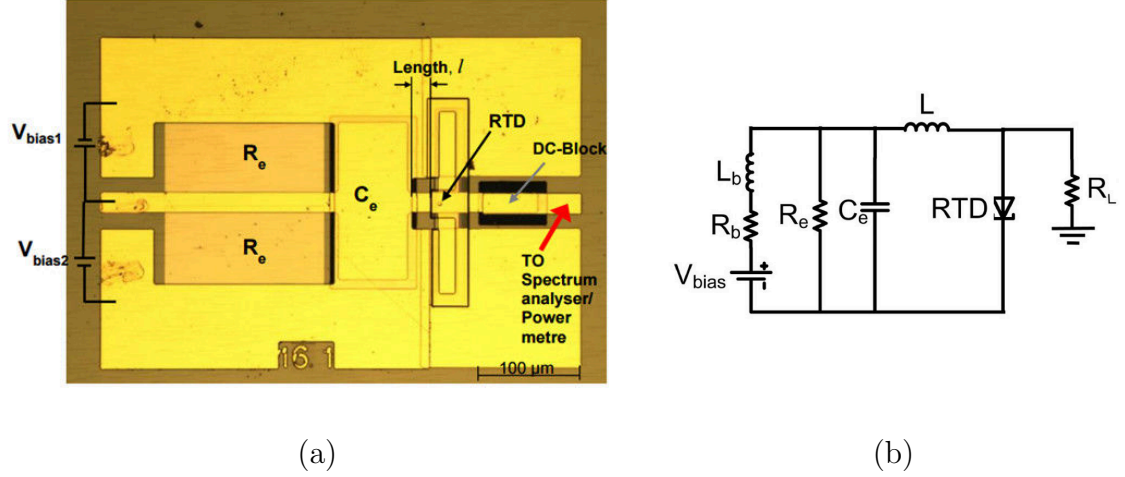 Length, l
RTD
DC-Block
Vbias1
Re
Ce
Re
Vbias2
TO
Spectrum
analyser/
Power
metre
16 1
100 µm
(a)
L
Lb
Rb
Vbias
+
-
Re
Ce
RTD
RL
(b)